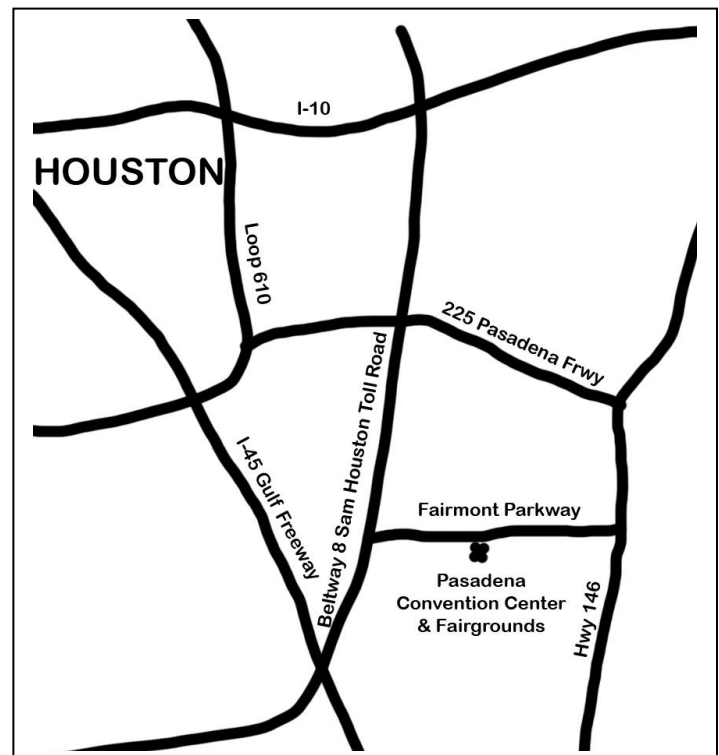 I-10
HOUSTON
Loop 610
225 Pasadena Frwy
Beltway 8 Sam Houston Toll Road
I-45 Gulf Freeway
Fairmont Parkway
Pasadena
Convention Center
& Fairgrounds
Hwy 146